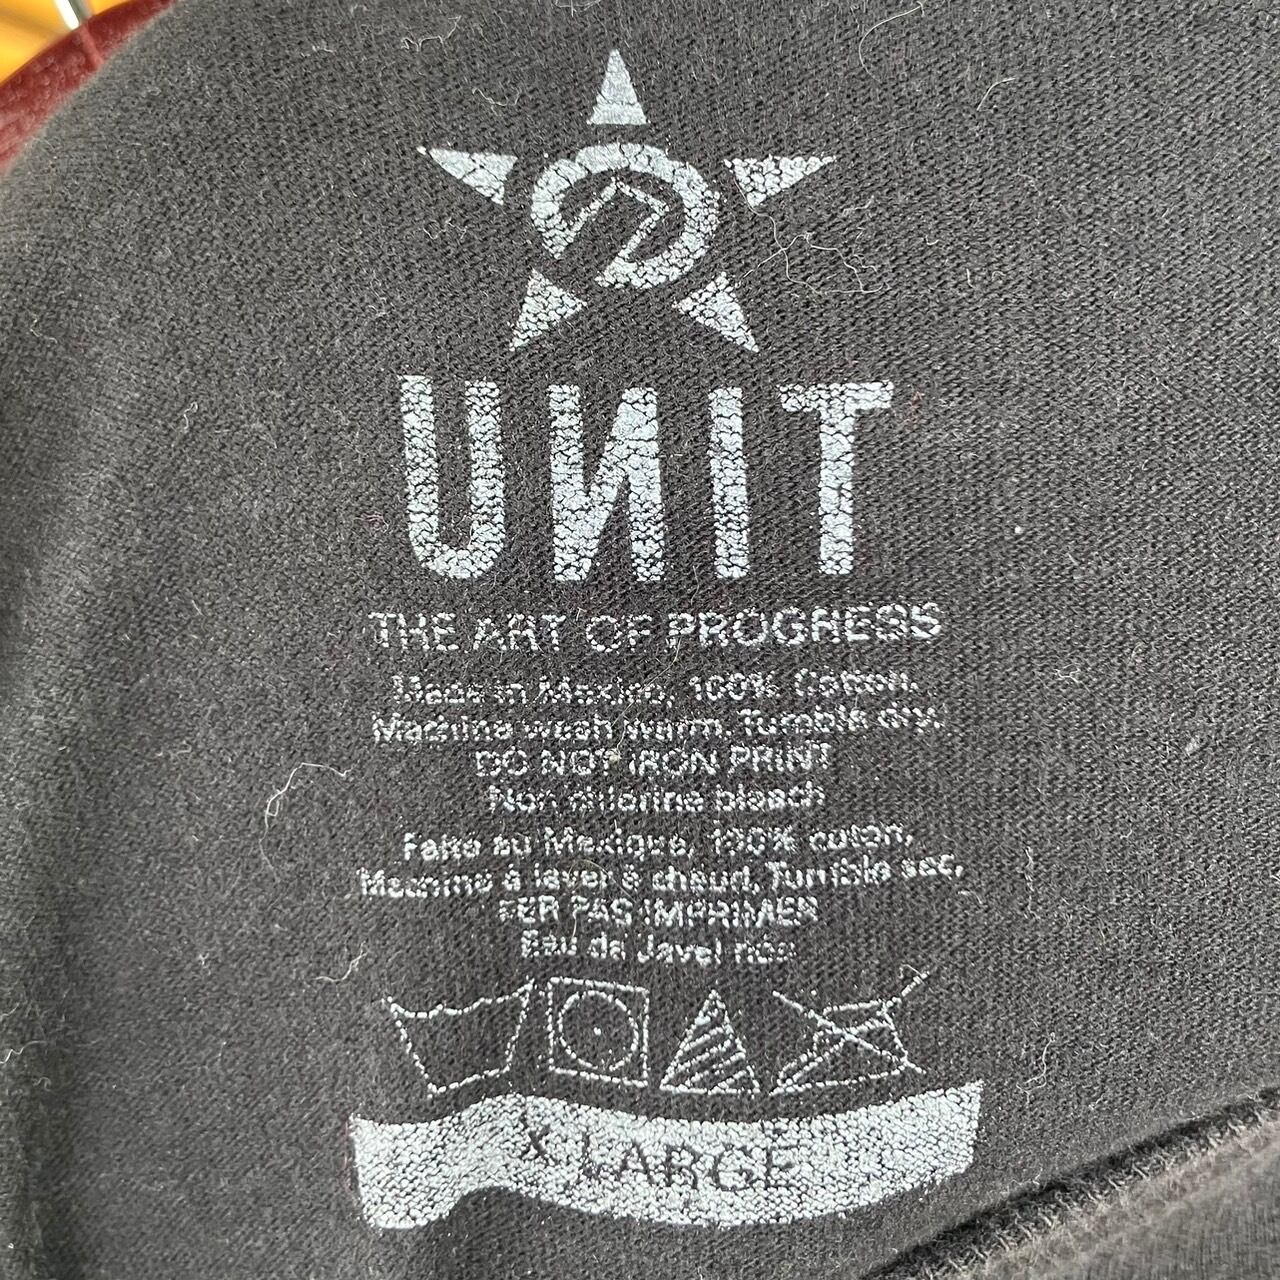 UNIT
THE ART OF PROGRESS
Made in Mexico, 100% Cotton.
Machine wash warm, Tumble dry,
DO NOT IRON PRINT
Non chlorine bleach
Faite au Mexique, 100% cuton,
Machine à laver à chaud, Tumble sec,
FER PAS IMPRIMER
Eau de Javel non
X LARGE